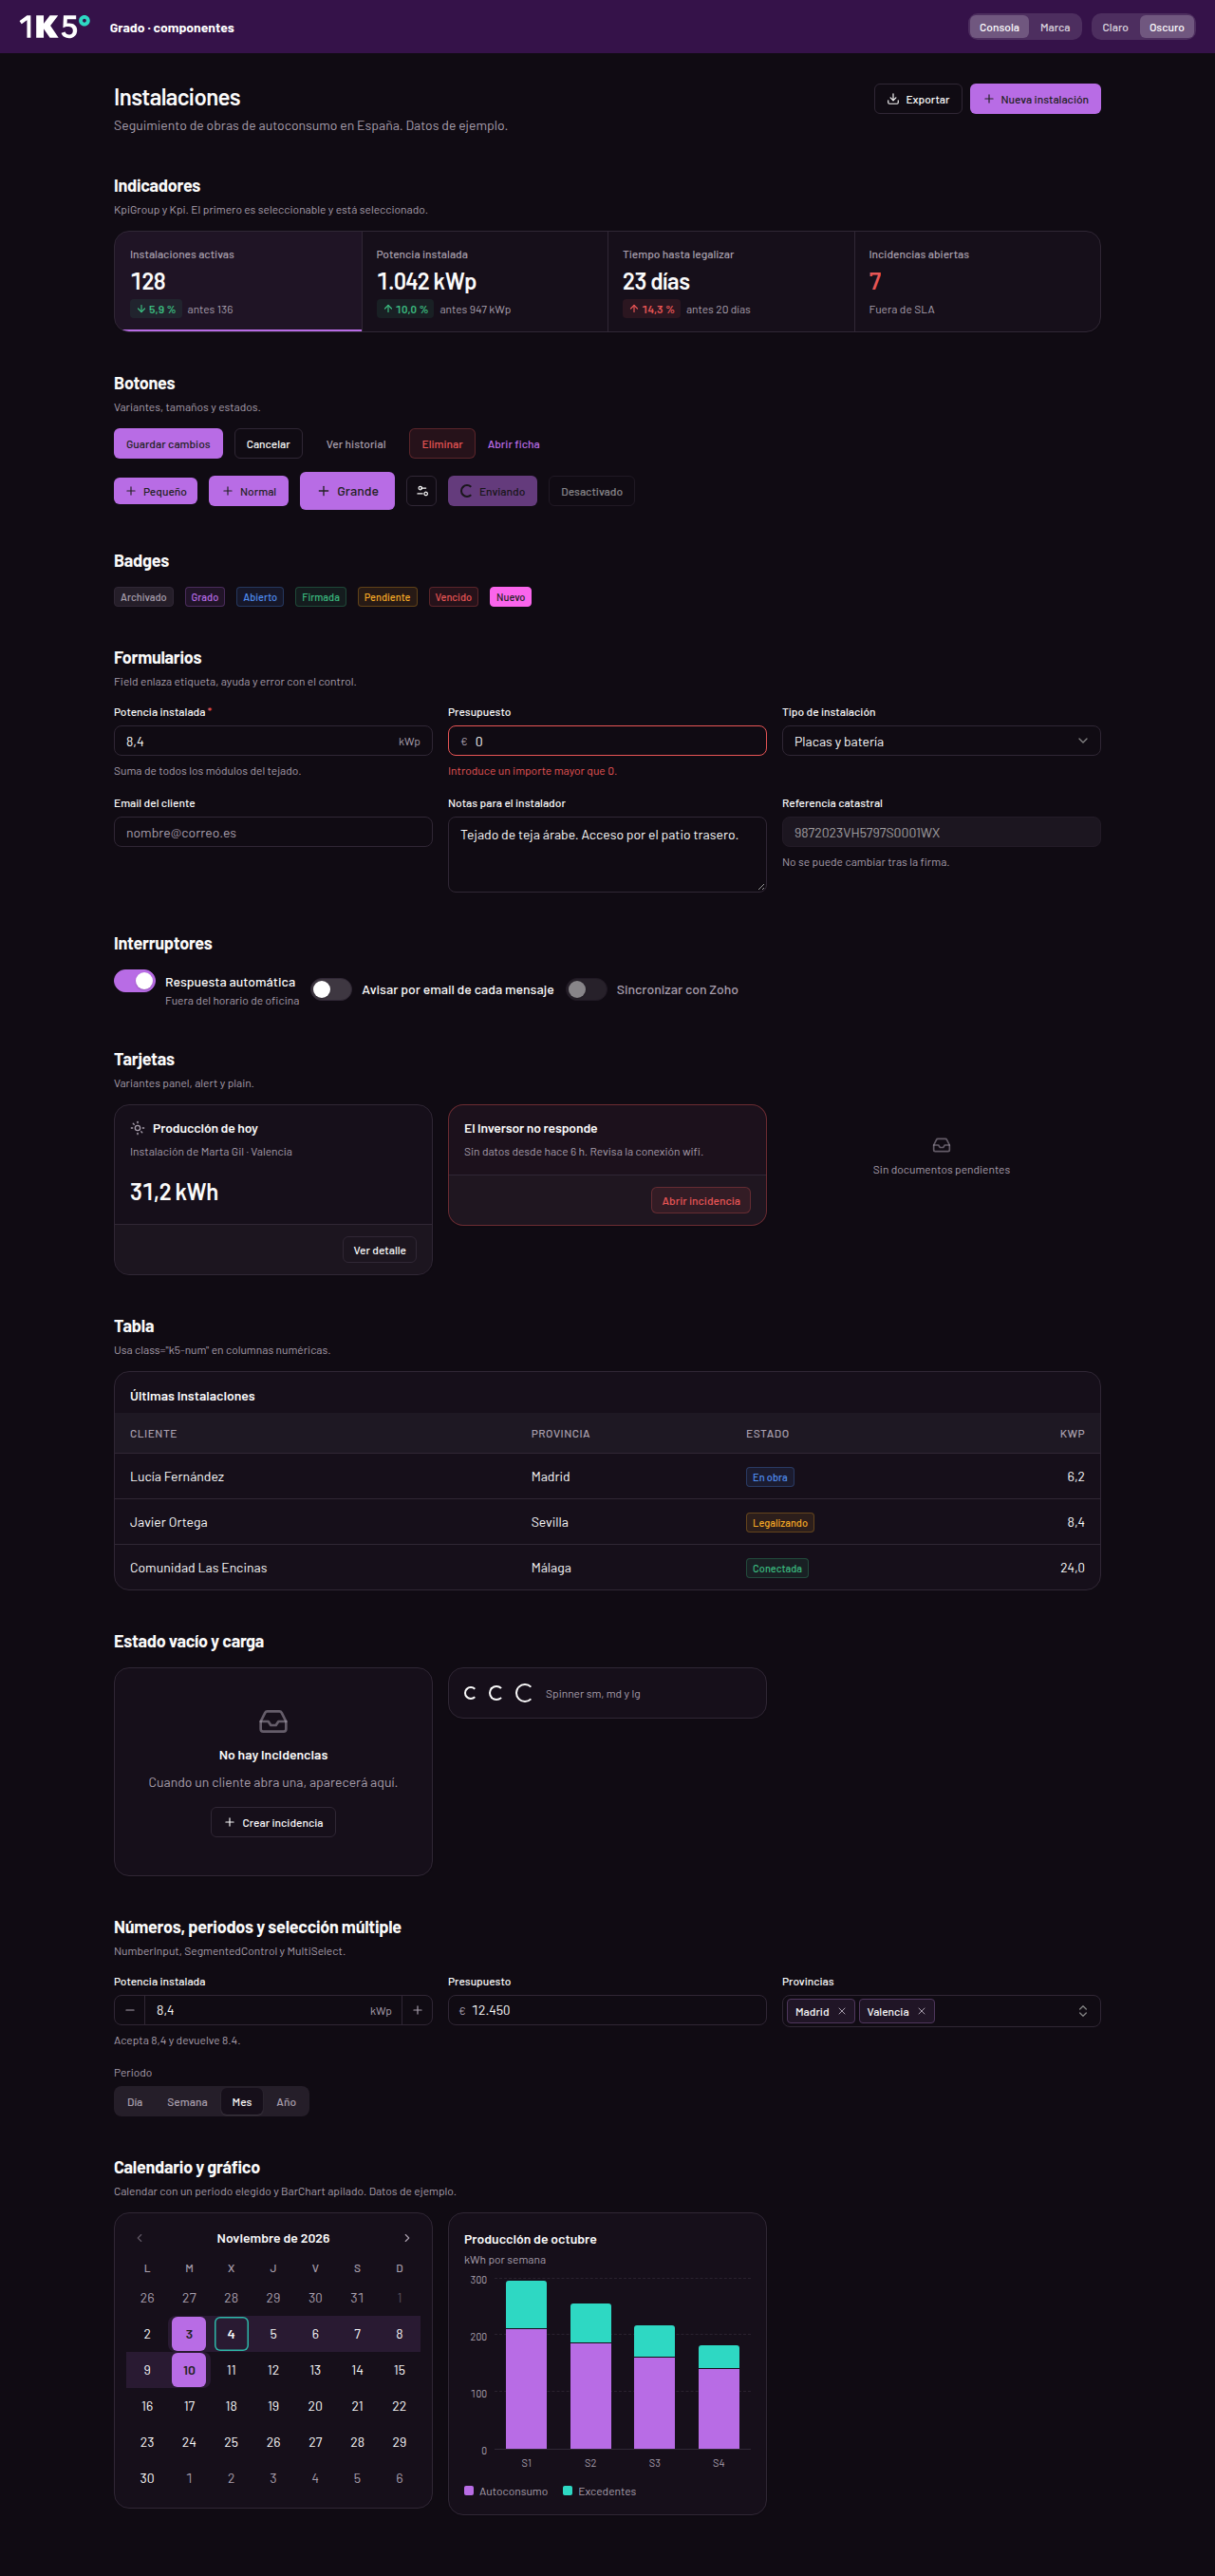 1K5°
Grado · componentes
Consola Marca Claro Oscuro
Instalaciones
Exportar
Nueva instalación
Seguimiento de obras de autoconsumo en España. Datos de ejemplo.
Indicadores
KpiGroup y Kpi. El primero es seleccionable y está seleccionado.
Instalaciones activas
128
↓ 5,9 % antes 136
Potencia instalada
1.042 kWp
↑ 10,0 % antes 947 kWp
Tiempo hasta legalizar
23 días
↑ 14,3 % antes 20 días
Incidencias abiertas
7
Fuera de SLA
Botones
Variantes, tamaños y estados.
Guardar cambios Cancelar Ver historial Eliminar Abrir ficha
Pequeño Normal Grande Enviando Desactivado
Badges
Archivado Grado Abierto Firmada Pendiente Vencido Nuevo
Formularios
Field enlaza etiqueta, ayuda y error con el control.
Potencia instalada *
8,4 kWp
Suma de todos los módulos del tejado.
Presupuesto
€ 0
Introduce un importe mayor que 0.
Tipo de instalación
Placas y batería
Email del cliente
nombre@correo.es
Notas para el instalador
Tejado de teja árabe. Acceso por el patio trasero.
Referencia catastral
9872023VH5797S0001WX
No se puede cambiar tras la firma.
Interruptores
Respuesta automática
Fuera del horario de oficina
Avisar por email de cada mensaje
Sincronizar con Zoho
Tarjetas
Variantes panel, alert y plain.
Producción de hoy
Instalación de Marta Gil · Valencia
31,2 kWh
Ver detalle
El inversor no responde
Sin datos desde hace 6 h. Revisa la conexión wifi.
Abrir incidencia
Sin documentos pendientes
Tabla
Usa class="k5-num" en columnas numéricas.
Últimas instalaciones
CLIENTE PROVINCIA ESTADO KWP
Lucía Fernández Madrid En obra 6,2
Javier Ortega Sevilla Legalizando 8,4
Comunidad Las Encinas Málaga Conectada 24,0
Estado vacío y carga
No hay incidencias
Cuando un cliente abra una, aparecerá aquí.
Crear incidencia
Spinner sm, md y lg
Números, periodos y selección múltiple
NumberInput, SegmentedControl y MultiSelect.
Potencia instalada
8,4 kWp
Acepta 8,4 y devuelve 8.4.
Presupuesto
€ 12.450
Provincias
Madrid Valencia
Periodo
Día Semana Mes Año
Calendario y gráfico
Calendar con un periodo elegido y BarChart apilado. Datos de ejemplo.
Noviembre de 2026
L M X J V S D
26 27 28 29 30 31 1
2 3 4 5 6 7 8
9 10 11 12 13 14 15
16 17 18 19 20 21 22
23 24 25 26 27 28 29
30 1 2 3 4 5 6
Producción de octubre
kWh por semana
300
200
100
0
S1 S2 S3 S4
Autoconsumo Excedentes